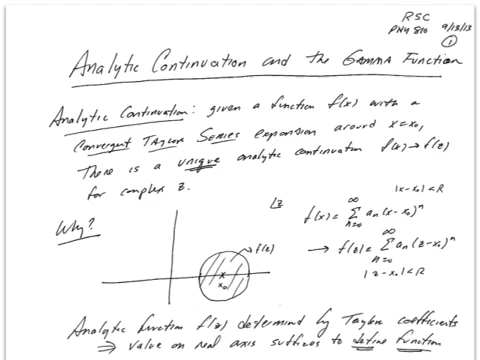 RSC
PHY 810
9/13/13
1
Analytic Continuation and the Gamma Function
Analytic Continuation: given a function f(x) with a
convergent Taylor Series expansion around x=x₀,
There is a unique analytic continuation f(x)→f(z)
for complex z.
|x-x₀|<R
Why?
f(x)=∑ₙ₌₀^∞ aₙ(x-x₀)ⁿ
z
f(z)
→ f(z)=∑ₙ₌₀^∞ aₙ(z-x₀)ⁿ
x
x₀
|z-x₀|<R
Analytic function f(z) determined by Taylor coefficients
⇒ value on real axis suffices to define function